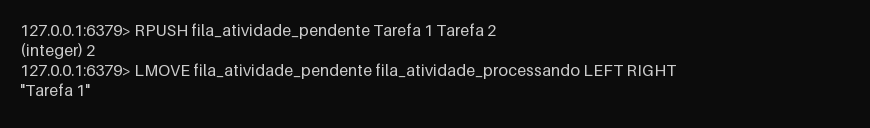 127.0.0.1:6379> RPUSH fila_atividade_pendente Tarefa 1 Tarefa 2
(integer) 2
127.0.0.1:6379> LMOVE fila_atividade_pendente fila_atividade_processando LEFT RIGHT
"Tarefa 1"